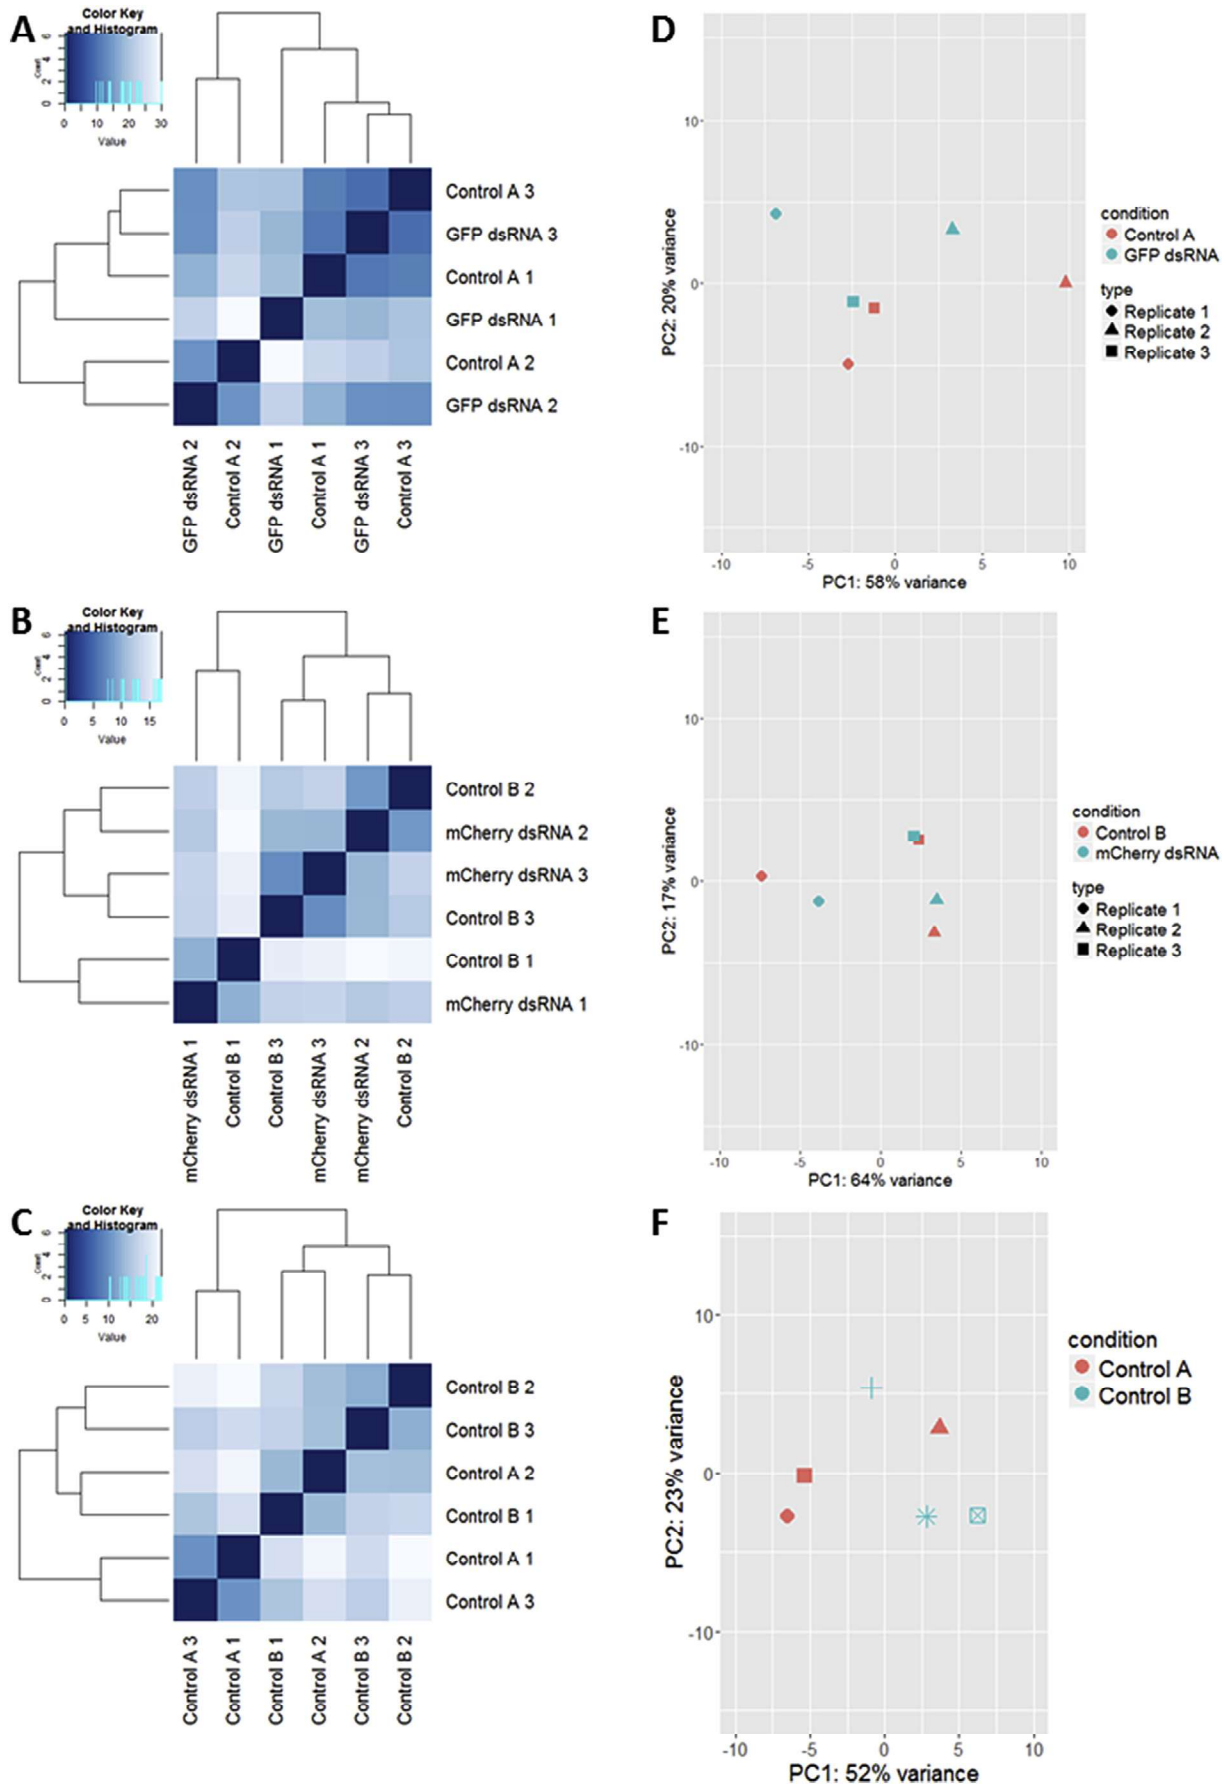 A
Color Key
and Histogram
Count
0 2 4 6
0 10 20 30
Value
Control A 3
GFP dsRNA 3
Control A 1
GFP dsRNA 1
Control A 2
GFP dsRNA 2
GFP dsRNA 2
Control A 2
GFP dsRNA 1
Control A 1
GFP dsRNA 3
Control A 3
D
PC2: 20% variance
10
0
-10
-10 -5 0 5 10
PC1: 58% variance
condition
Control A
GFP dsRNA
type
Replicate 1
Replicate 2
Replicate 3
B
Color Key
and Histogram
Count
0 2 4 6
0 5 10 15
Value
Control B 2
mCherry dsRNA 2
mCherry dsRNA 3
Control B 3
Control B 1
mCherry dsRNA 1
mCherry dsRNA 1
Control B 1
Control B 3
mCherry dsRNA 3
mCherry dsRNA 2
Control B 2
E
PC2: 17% variance
10
0
-10
-10 -5 0 5 10
PC1: 64% variance
condition
Control B
mCherry dsRNA
type
Replicate 1
Replicate 2
Replicate 3
C
Color Key
and Histogram
Count
0 2 4 6
0 5 10 20
Value
Control B 2
Control B 3
Control A 2
Control B 1
Control A 1
Control A 3
Control A 3
Control A 1
Control B 1
Control A 2
Control B 3
Control B 2
F
PC2: 23% variance
10
0
-10
-10 -5 0 5 10
PC1: 52% variance
condition
Control A
Control B